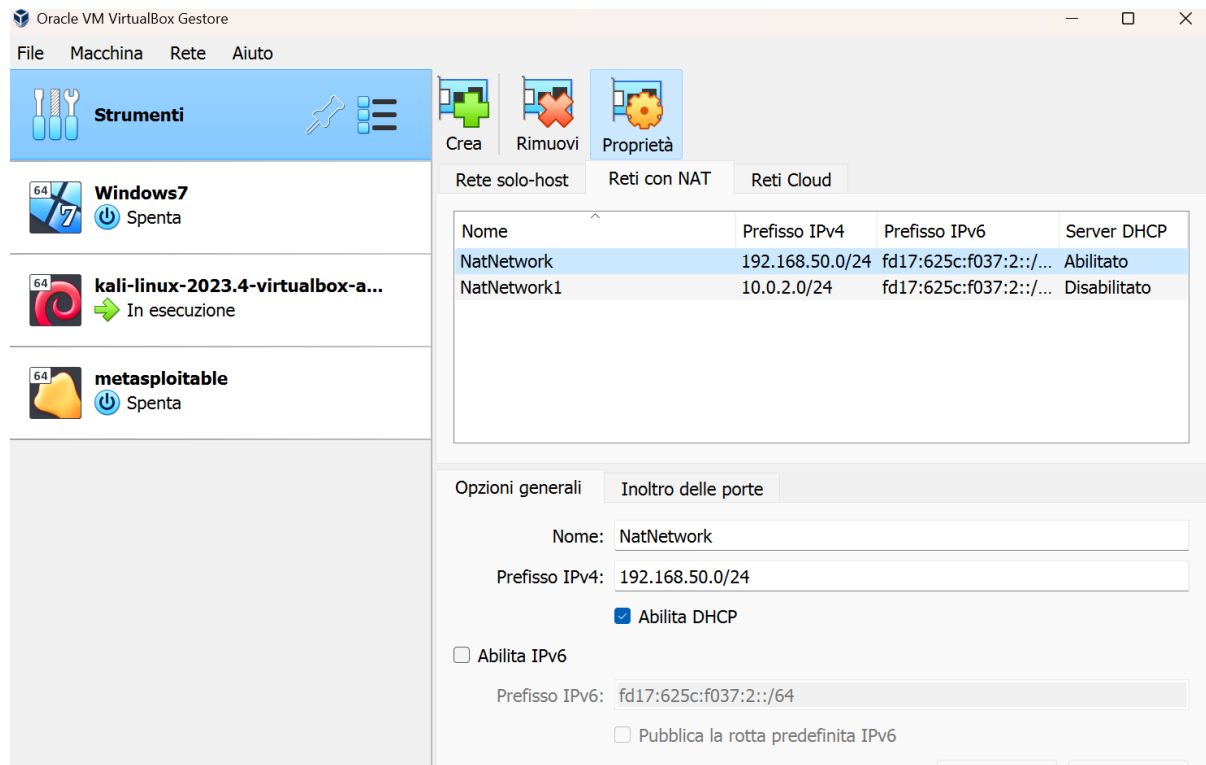 Oracle VM VirtualBox Gestore
File Macchina Rete Aiuto
Strumenti
64
7
Windows7
Spenta
64
kali-linux-2023.4-virtualbox-a...
In esecuzione
64
metasploitable
Spenta
Crea Rimuovi Proprietà
Rete solo-host Reti con NAT Reti Cloud
Nome Prefisso IPv4 Prefisso IPv6 Server DHCP
NatNetwork 192.168.50.0/24 fd17:625c:f037:2::/... Abilitato
NatNetwork1 10.0.2.0/24 fd17:625c:f037:2::/... Disabilitato
Opzioni generali Inoltro delle porte
Nome: NatNetwork
Prefisso IPv4: 192.168.50.0/24
Abilita DHCP
Abilita IPv6
Prefisso IPv6: fd17:625c:f037:2::/64
Pubblica la rotta predefinita IPv6